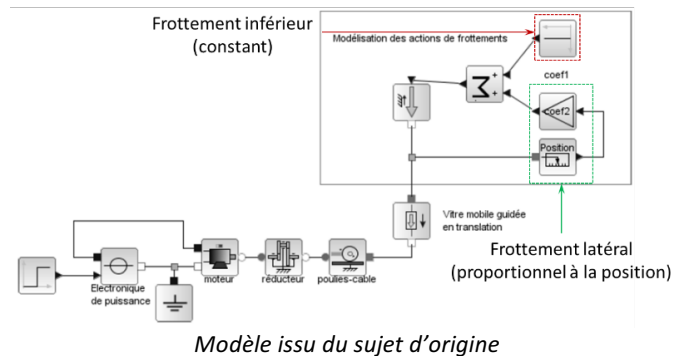 Frottement inférieur
(constant)
Modélisation des actions de frottements
coef1
coef2
Position
Vitre mobile guidée
en translation
Frottement latéral
(proportionnel à la position)
Electronique
de puissance
moteur
réducteur
poulies-cable
Modèle issu du sujet d'origine